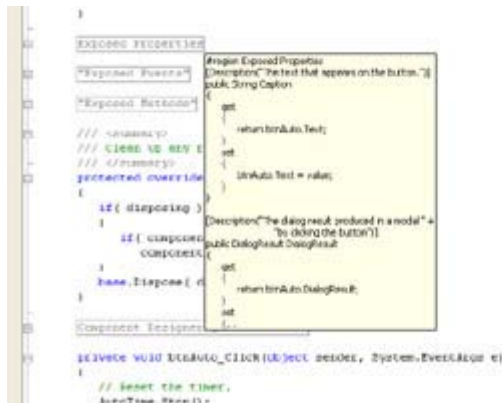 }
Exposed Properties
"Exposed Events"
"Exposed Methods"
/// <summary>
/// Clean up any
/// </summary>
protected override
{
if( disposing )
{
if( component
component
}
base.Dispose( d
}
Component Designer
private void btnAuto_Click(object sender, System.EventArgs e)
{
// Reset the timer.
AutoTime.Stop();
#region Exposed Properties
[Description("The text that appears on the button.")]
public String Caption
{
get
{
return btnAuto.Text;
}
set
{
btnAuto.Text = value;
}
}
[Description("The dialog result produced in a modal " +
"by clicking the button")]
public DialogResult DialogResult
{
get
{
return btnAuto.DialogResult;
}
set
{